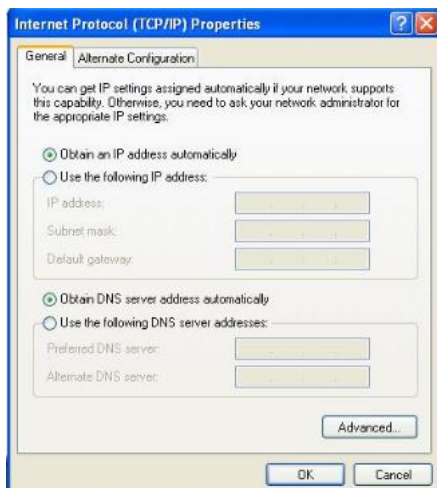 Internet Protocol (TCP/IP) Properties
General
Alternate Configuration
You can get IP settings assigned automatically if your network supports
this capability. Otherwise, you need to ask your network administrator for
the appropriate IP settings.
Obtain an IP address automatically
Use the following IP address:
IP address:
Subnet mask:
Default gateway:
Obtain DNS server address automatically
Use the following DNS server addresses:
Preferred DNS server:
Alternate DNS server:
Advanced...
OK
Cancel